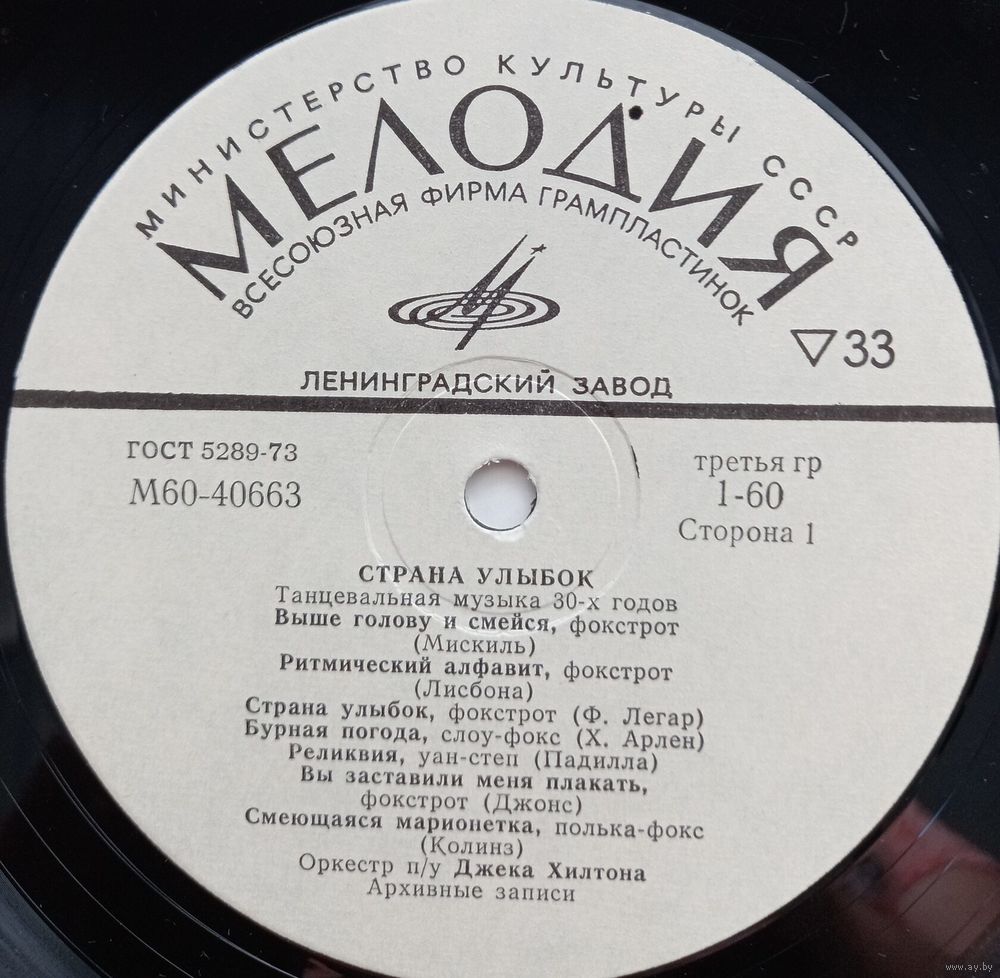 МИНИСТЕРСТВО КУЛЬТУРЫ СССР
МЕЛОДИЯ
ВСЕСОЮЗНАЯ ФИРМА ГРАМПЛАСТИНОК
▽33
ЛЕНИНГРАДСКИЙ ЗАВОД
ГОСТ 5289-73
М60-40663
третья гр
1-60
Сторона 1
СТРАНА УЛЫБОК
Танцевальная музыка 30-х годов
Выше голову и смейся, фокстрот
(Мискиль)
Ритмический алфавит, фокстрот
(Лисбона)
Страна улыбок, фокстрот (Ф. Легар)
Бурная погода, слоу-фокс (Х. Арлен)
Реликвия, уан-степ (Падилла)
Вы заставили меня плакать,
фокстрот (Джонс)
Смеющаяся марионетка, полька-фокс
(Колинз)
Оркестр п/у Джека Хилтона
Архивные записи
www.ay.by